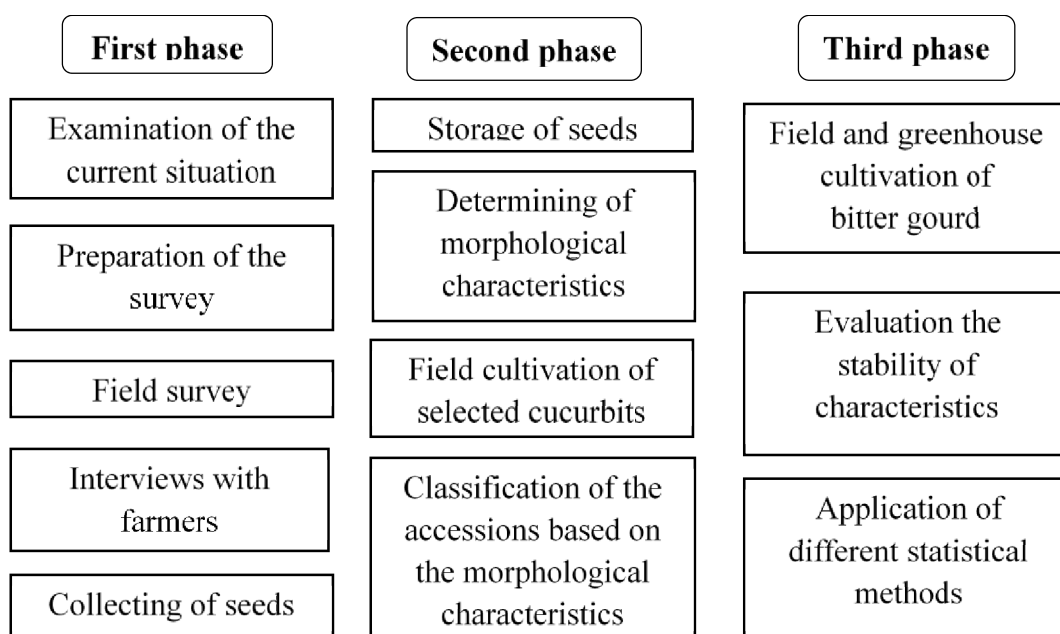 First phase
Examination of the
current situation
Preparation of the
survey
Field survey
Interviews with
farmers
Collecting of seeds
Second phase
Storage of seeds
Determining of
morphological
characteristics
Field cultivation of
selected cucurbits
Classification of the
accessions based on
the morphological
characteristics
Third phase
Field and greenhouse
cultivation of
bitter gourd
Evaluation the
stability of
characteristics
Application of
different statistical
methods